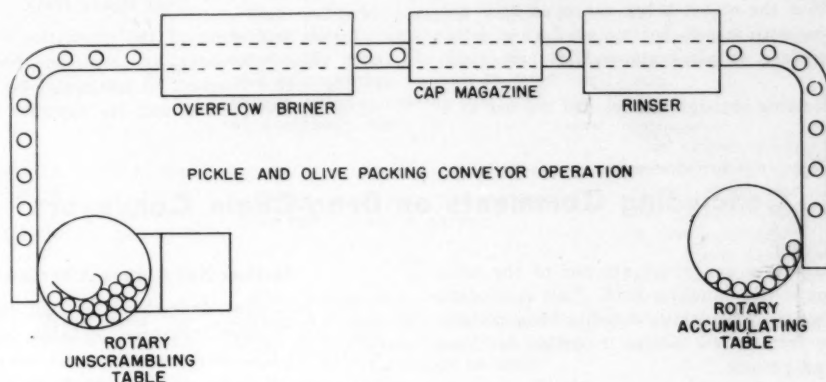 OVERFLOW BRINER
CAP MAGAZINE
RINSER
PICKLE AND OLIVE PACKING CONVEYOR OPERATION
ROTARY
UNSCRAMBLING
TABLE
ROTARY
ACCUMULATING
TABLE